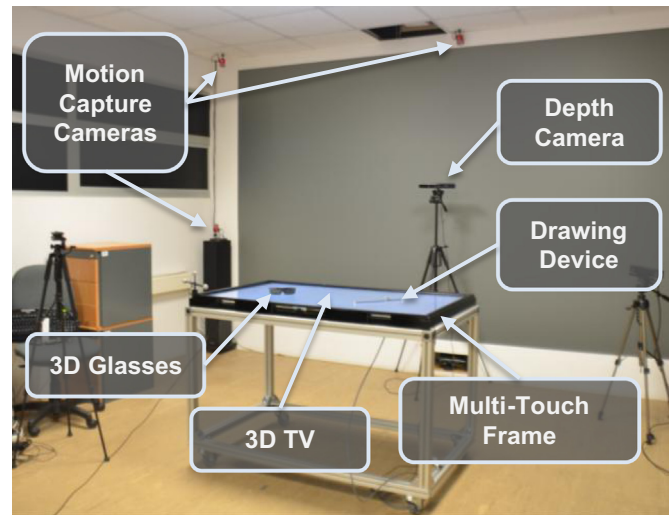 Motion
Capture
Cameras
Depth
Camera
Drawing
Device
3D Glasses
3D TV
Multi-Touch
Frame